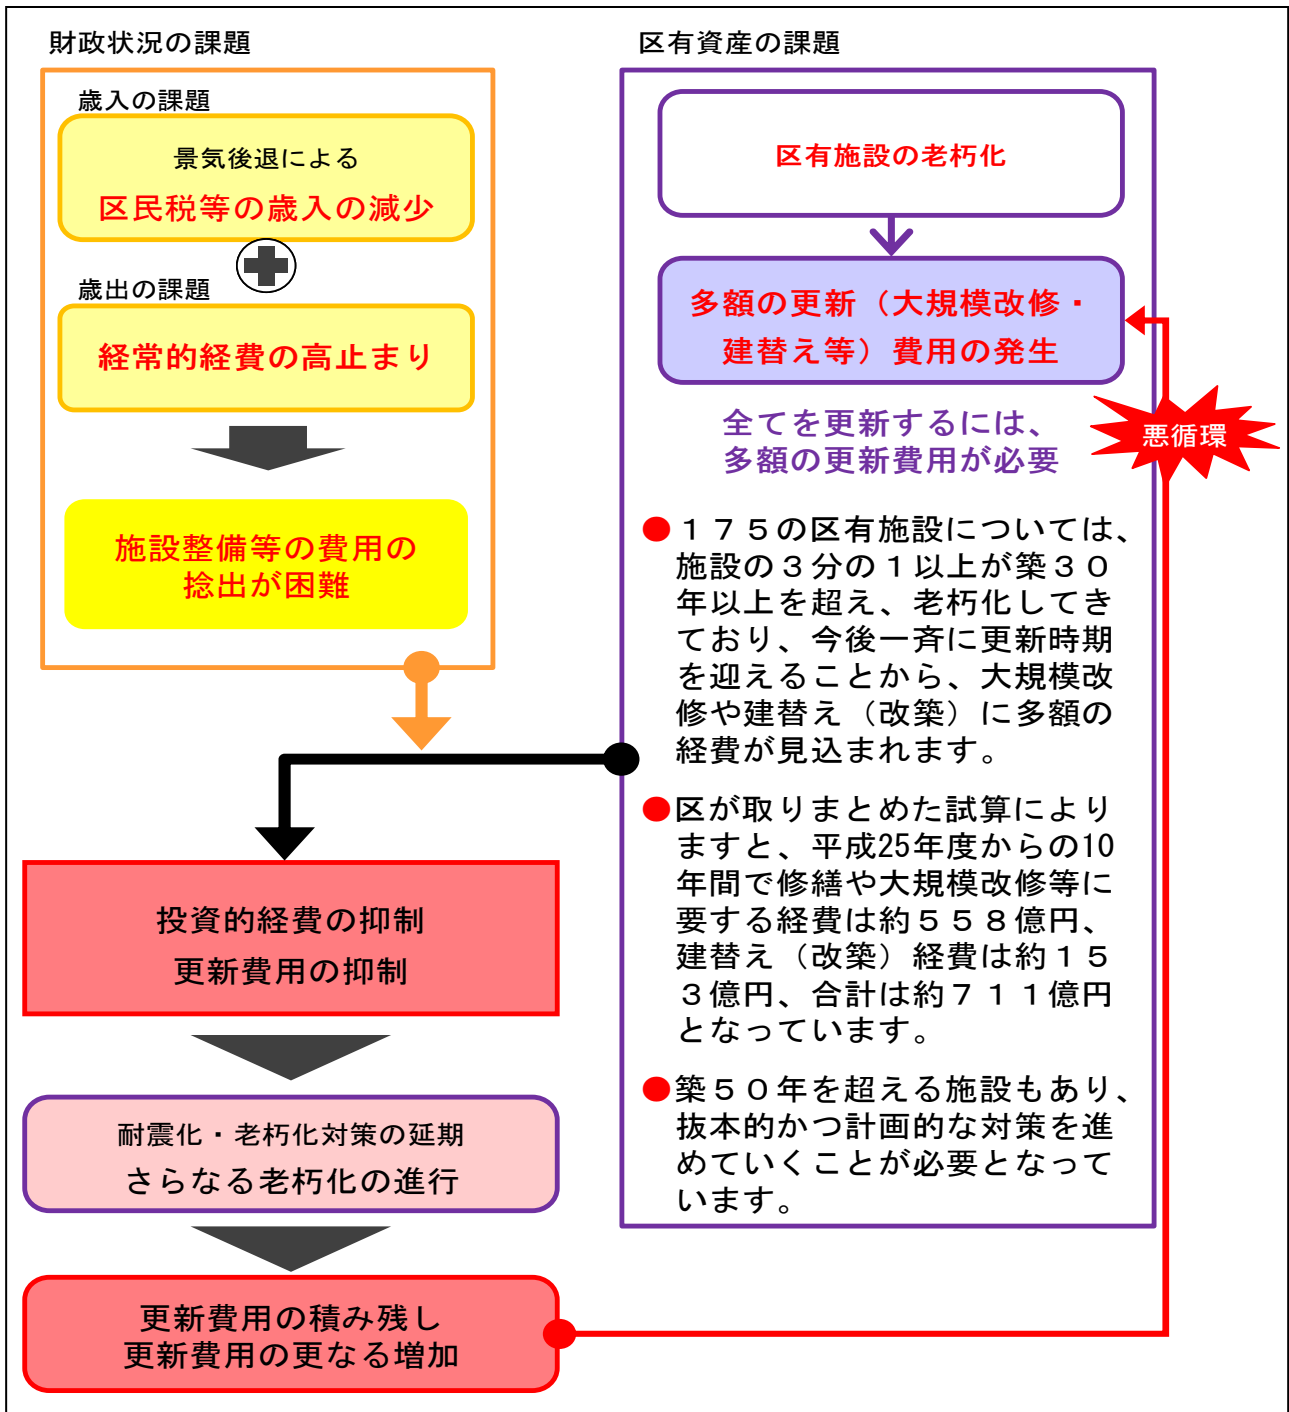 財政状況の課題
歳入の課題
景気後退による
区民税等の歳入の減少
歳出の課題
経常的経費の高止まり
施設整備等の費用の
捻出が困難
区有資産の課題
区有施設の老朽化
多額の更新（大規模改修・
建替え等）費用の発生
全てを更新するには、
多額の更新費用が必要
悪循環
●１７５の区有施設については、
施設の３分の１以上が築３０
年以上を超え、老朽化してき
ており、今後一斉に更新時期
を迎えることから、大規模改
修や建替え（改築）に多額の
経費が見込まれます。
●区が取りまとめた試算により
ますと、平成25年度からの10
年間で修繕や大規模改修等に
要する経費は約５５８億円、
建替え（改築）経費は約１５
３億円、合計は約７１１億円
となっています。
●築５０年を超える施設もあり、
抜本的かつ計画的な対策を進
めていくことが必要となって
います。
投資的経費の抑制
更新費用の抑制
耐震化・老朽化対策の延期
さらなる老朽化の進行
更新費用の積み残し
更新費用の更なる増加